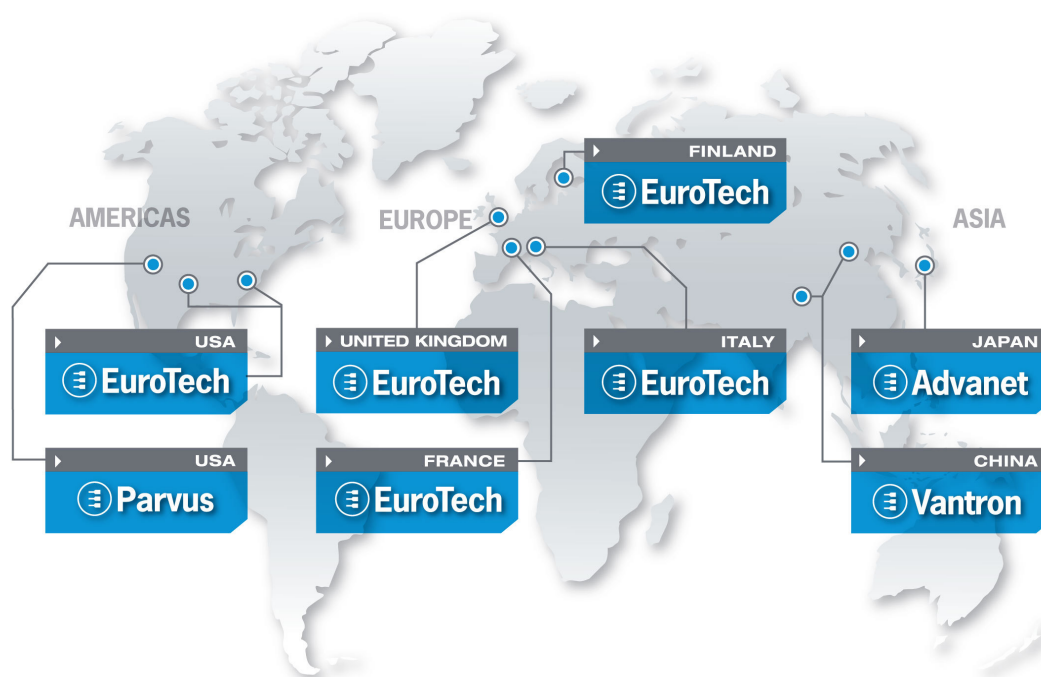 FINLAND
EuroTech
AMERICAS
EUROPE
ASIA
USA
EuroTech
UNITED KINGDOM
EuroTech
ITALY
EuroTech
JAPAN
Advanet
USA
Parvus
FRANCE
EuroTech
CHINA
Vantron